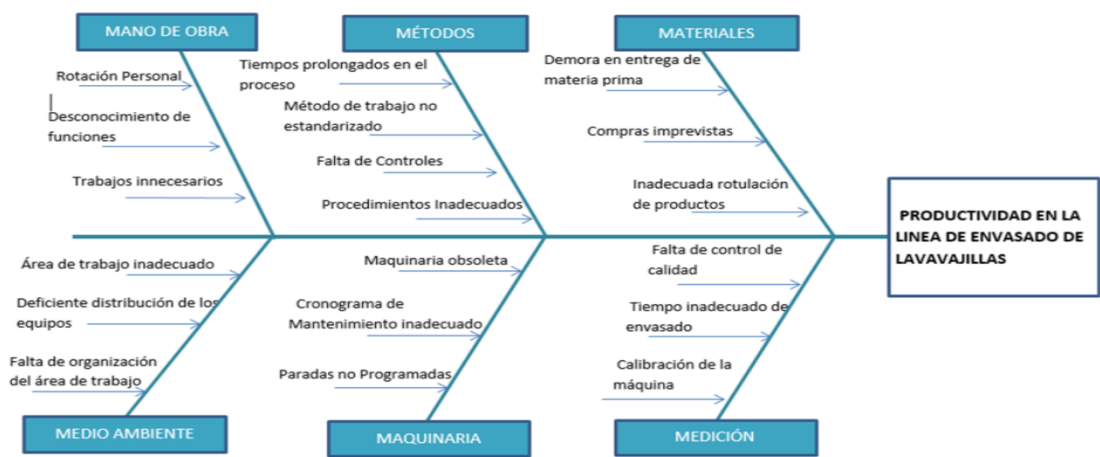 MANO DE OBRA
MÉTODOS
MATERIALES
Rotación Personal
Desconocimiento de
funciones
Trabajos innecesarios
Tiempos prolongados en el
proceso
Método de trabajo no
estandarizado
Falta de Controles
Procedimientos Inadecuados
Demora en entrega de
materia prima
Compras imprevistas
Inadecuada rotulación
de productos
PRODUCTIVIDAD EN LA
LINEA DE ENVASADO DE
LAVAVAJILLAS
Área de trabajo inadecuado
Deficiente distribución de los
equipos
Falta de organización
del área de trabajo
Maquinaria obsoleta
Cronograma de
Mantenimiento inadecuado
Paradas no Programadas
Falta de control de
calidad
Tiempo inadecuado de
envasado
Calibración de la
máquina
MEDIO AMBIENTE
MAQUINARIA
MEDICIÓN